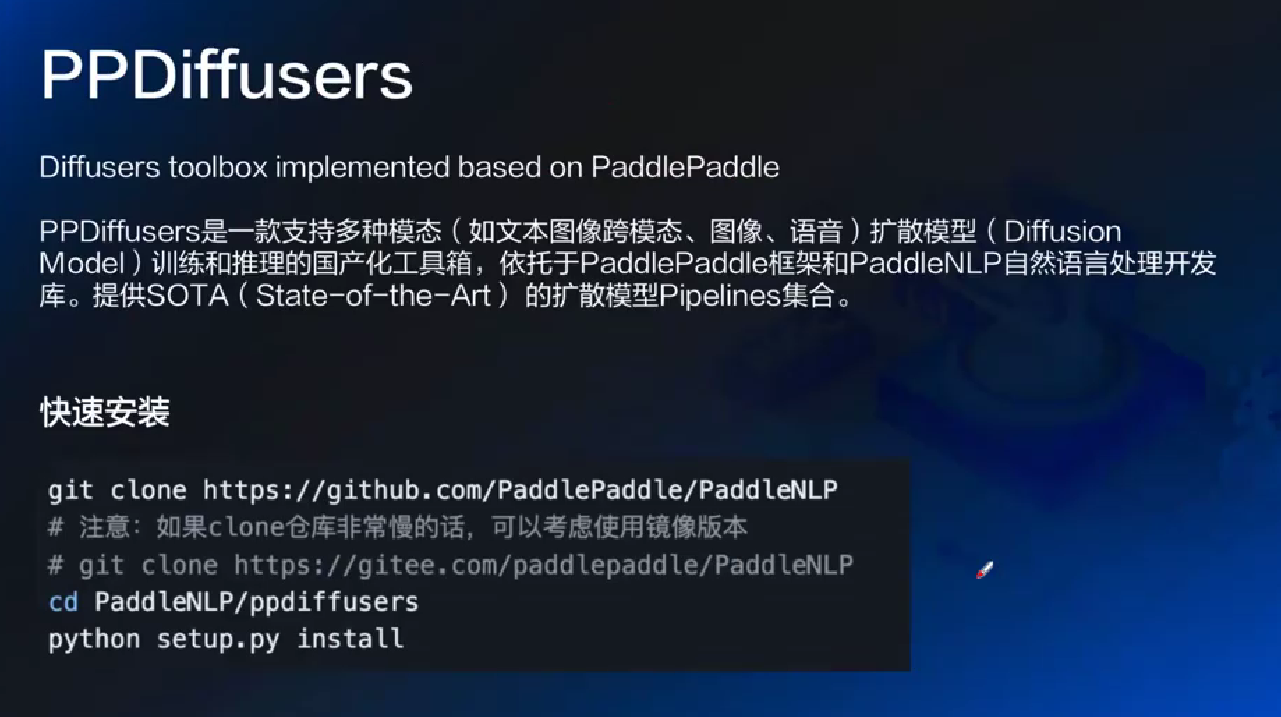 PPDiffusers
Diffusers toolbox implemented based on PaddlePaddle
PPDiffusers是一款支持多种模态（如文本图像跨模态、图像、语音）扩散模型（Diffusion
Model）训练和推理的国产化工具箱，依托于PaddlePaddle框架和PaddleNLP自然语言处理开发
库。提供SOTA（State-of-the-Art）的扩散模型Pipelines集合。
快速安装
git clone https://github.com/PaddlePaddle/PaddleNLP
# 注意：如果clone仓库非常慢的话，可以考虑使用镜像版本
# git clone https://gitee.com/paddlepaddle/PaddleNLP
cd PaddleNLP/ppdiffusers
python setup.py install